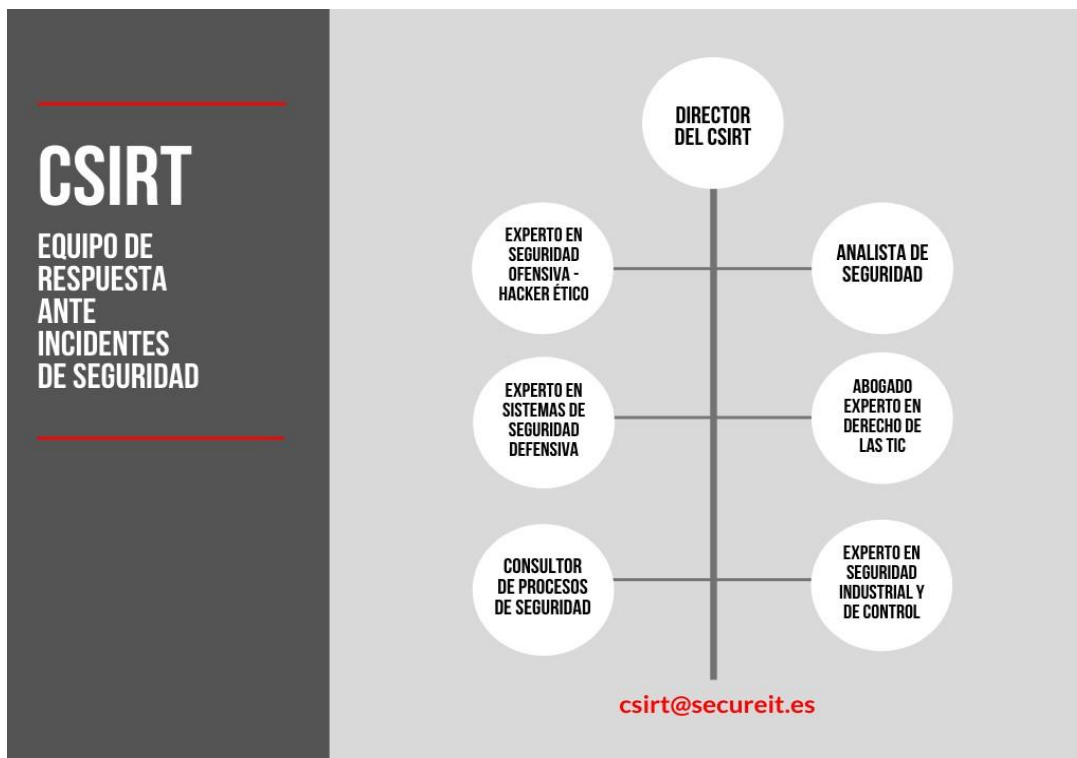 CSIRT
EQUIPO DE
RESPUESTA
ANTE
INCIDENTES
DE SEGURIDAD
DIRECTOR
DEL CSIRT
EXPERTO EN
SEGURIDAD
OFENSIVA -
HACKER ÉTICO
ANALISTA DE
SEGURIDAD
EXPERTO EN
SISTEMAS DE
SEGURIDAD
DEFENSIVA
ABOGADO
EXPERTO EN
DERECHO DE
LAS TIC
CONSULTOR
DE PROCESOS
DE SEGURIDAD
EXPERTO EN
SEGURIDAD
INDUSTRIAL Y
DE CONTROL
csirt@secureit.es